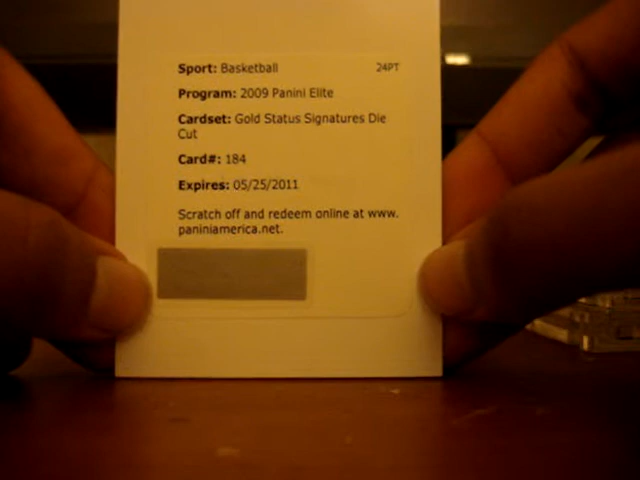 Sport: Basketball 24PT
Program: 2009 Panini Elite
Cardset: Gold Status Signatures Die
Cut
Card#: 184
Expires: 05/25/2011
Scratch off and redeem online at www.
paniniamerica.net.